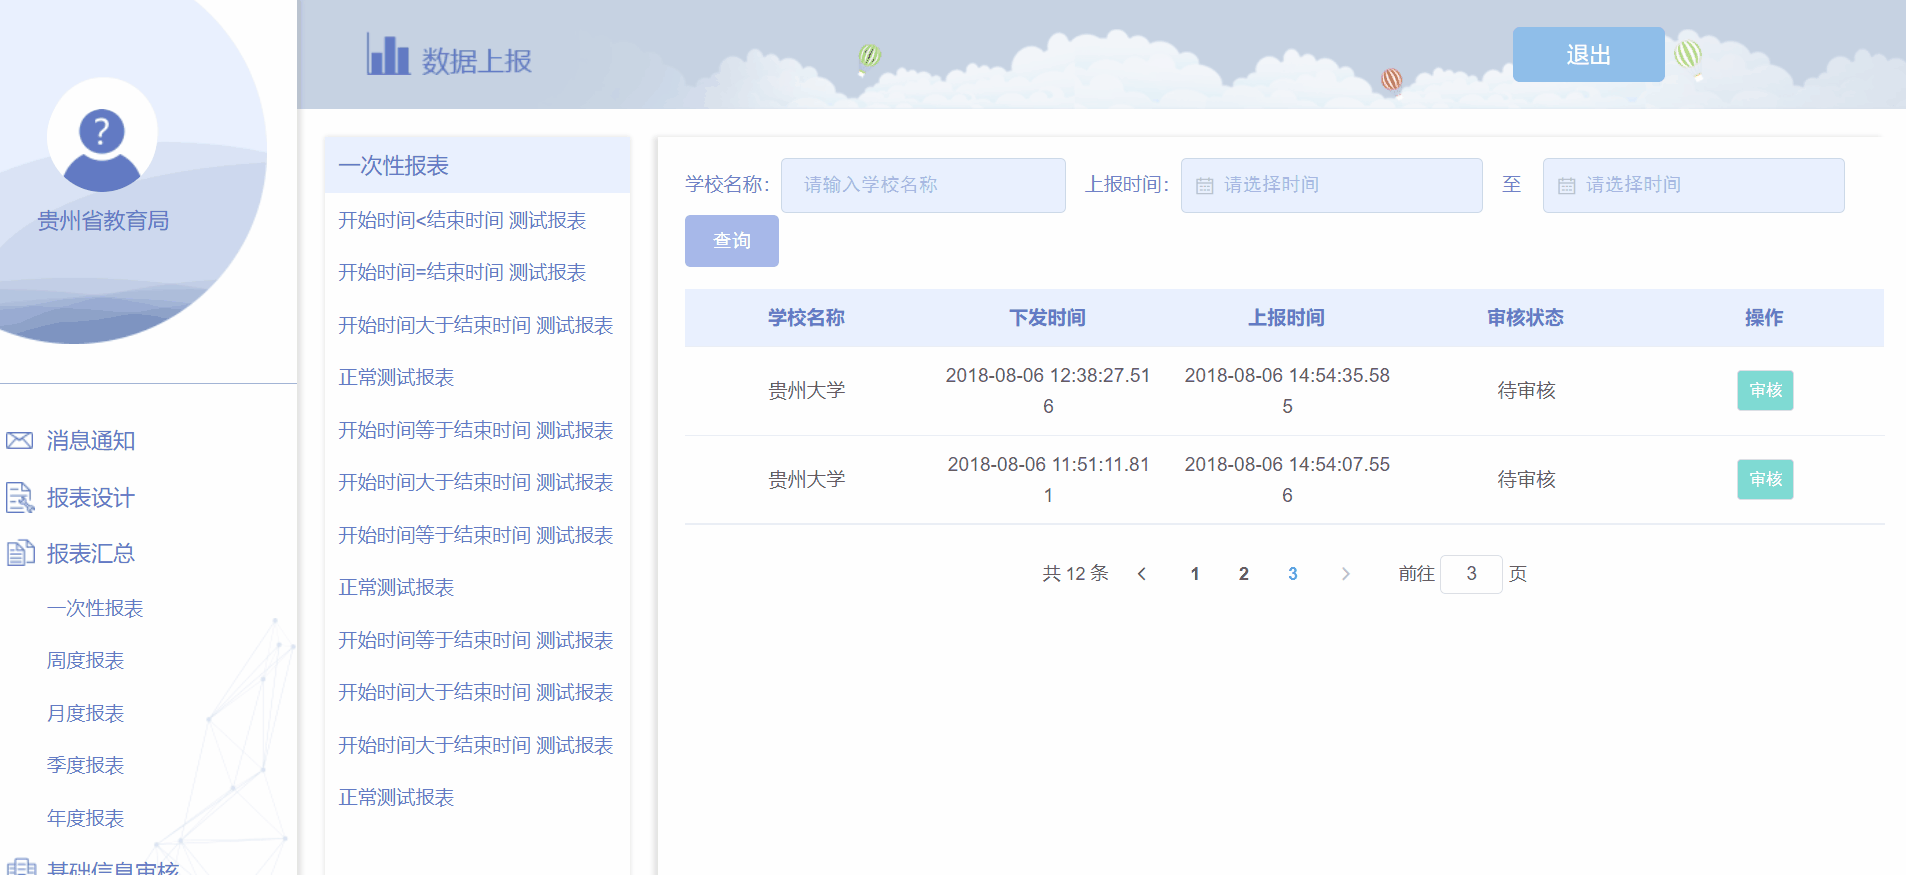 数据上报
退出
?
贵州省教育局
消息通知
报表设计
报表汇总
一次性报表
周度报表
月度报表
季度报表
年度报表
基础信息审核
一次性报表
开始时间<结束时间 测试报表
开始时间=结束时间 测试报表
开始时间大于结束时间 测试报表
正常测试报表
开始时间等于结束时间 测试报表
开始时间大于结束时间 测试报表
开始时间等于结束时间 测试报表
正常测试报表
开始时间等于结束时间 测试报表
开始时间大于结束时间 测试报表
开始时间大于结束时间 测试报表
正常测试报表
学校名称: 请输入学校名称 上报时间: 请选择时间 至 请选择时间
查询
学校名称 下发时间 上报时间 审核状态 操作
贵州大学 2018-08-06 12:38:27.516 2018-08-06 14:54:35.585 待审核 审核
贵州大学 2018-08-06 11:51:11.811 2018-08-06 14:54:07.556 待审核 审核
共 12 条 < 1 2 3 > 前往 3 页